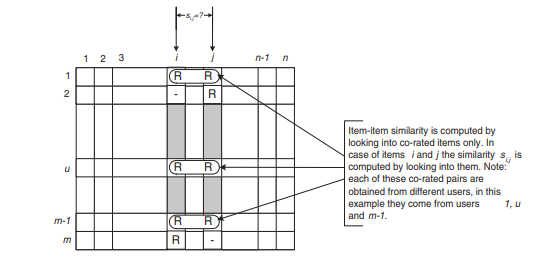 s i,j =?
1 2 3 i j n-1 n
1 R R
2 - R
u R R
m-1 R R
m R -
Item-item similarity is computed by
looking into co-rated items only. In
case of items i and j the similarity s i,j is
computed by looking into them. Note:
each of these co-rated pairs are
obtained from different users, in this
example they come from users 1, u
and m-1.